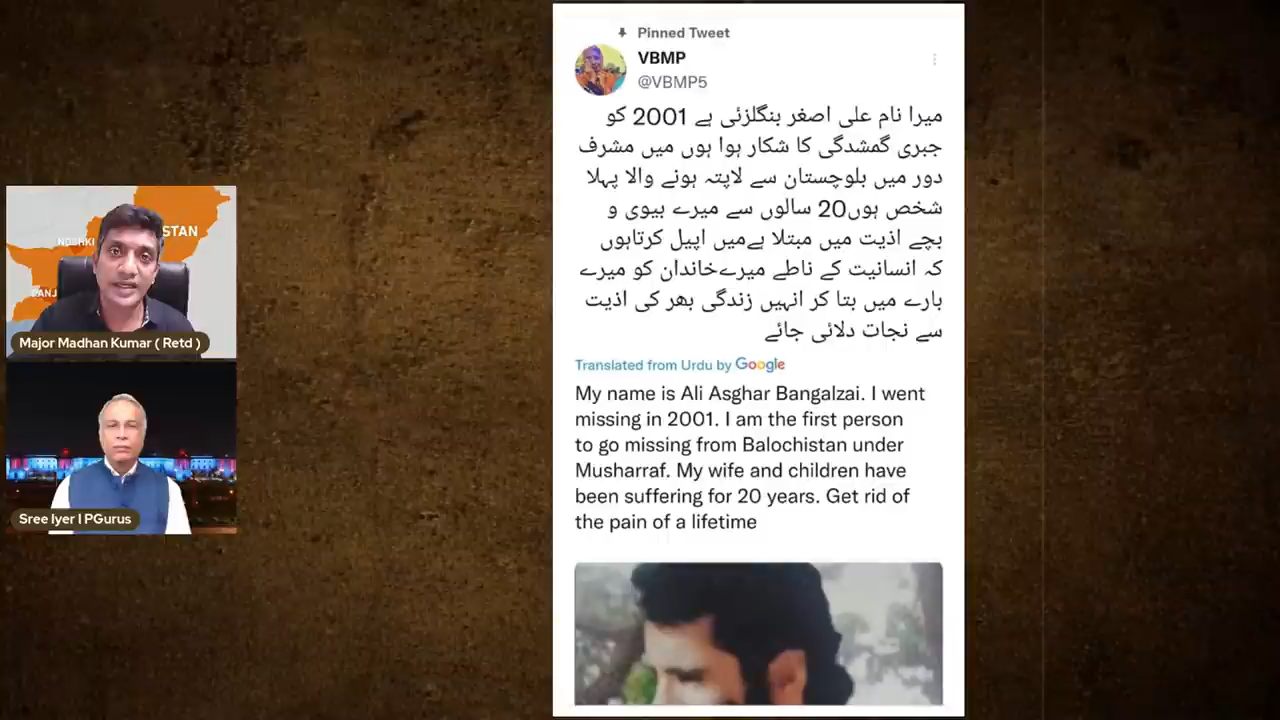 Pinned Tweet
VBMP
@VBMP5
میرا نام علی اصغر بنگلزئی ہے 2001 کو
جبری گمشدگی کا شکار ہوا ہوں میں مشرف
دور میں بلوچستان سے لاپتہ ہونے والا پہلا
شخص ہوں20 سالوں سے میرے بیوی و
بچے اذیت میں مبتلا ہےمیں اپیل کرتاہوں
کہ انسانیت کے ناطے میرےخاندان کو میرے
بارے میں بتا کر انہیں زندگی بھر کی اذیت
سے نجات دلائی جائے
Translated from Urdu by Google
My name is Ali Asghar Bangalzai. I went
missing in 2001. I am the first person
to go missing from Balochistan under
Musharraf. My wife and children have
been suffering for 20 years. Get rid of
the pain of a lifetime
STAN
NOSHKI
PANJ
Major Madhan Kumar ( Retd )
Sree Iyer I PGurus